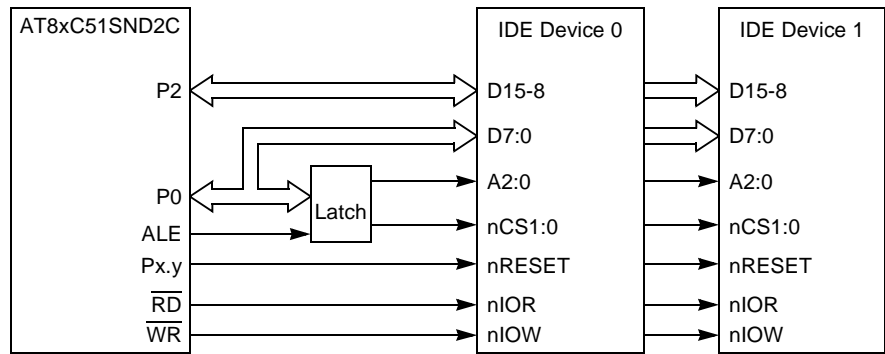 AT8xC51SND2C
IDE Device 0
IDE Device 1
P2
D15-8
D15-8
D7:0
D7:0
P0
Latch
A2:0
A2:0
ALE
nCS1:0
nCS1:0
Px.y
nRESET
nRESET
RD
nIOR
nIOR
WR
nIOW
nIOW